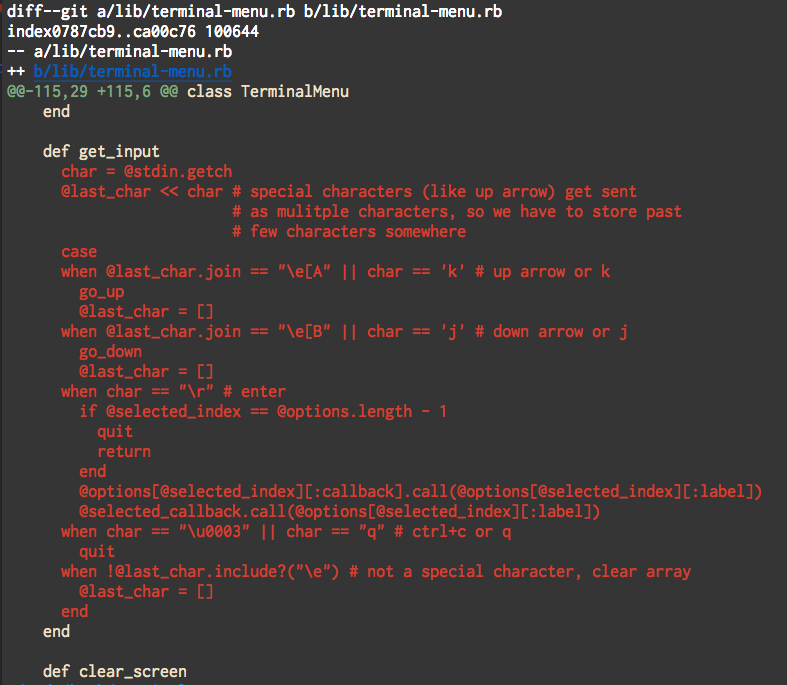 diff--git a/lib/terminal-menu.rb b/lib/terminal-menu.rb
index0787cb9..ca00c76 100644
-- a/lib/terminal-menu.rb
++ b/lib/terminal-menu.rb
@@-115,29 +115,6 @@ class TerminalMenu
    end

    def get_input
      char = @stdin.getch
      @last_char << char # special characters (like up arrow) get sent
                         # as mulitple characters, so we have to store past
                         # few characters somewhere
      case
      when @last_char.join == "\e[A" || char == 'k' # up arrow or k
        go_up
        @last_char = []
      when @last_char.join == "\e[B" || char == 'j' # down arrow or j
        go_down
        @last_char = []
      when char == "\r" # enter
        if @selected_index == @options.length - 1
          quit
          return
        end
        @options[@selected_index][:callback].call(@options[@selected_index][:label])
        @selected_callback.call(@options[@selected_index][:label])
      when char == "\u0003" || char == "q" # ctrl+c or q
        quit
      when !@last_char.include?("\e") # not a special character, clear array
        @last_char = []
      end
    end

    def clear_screen